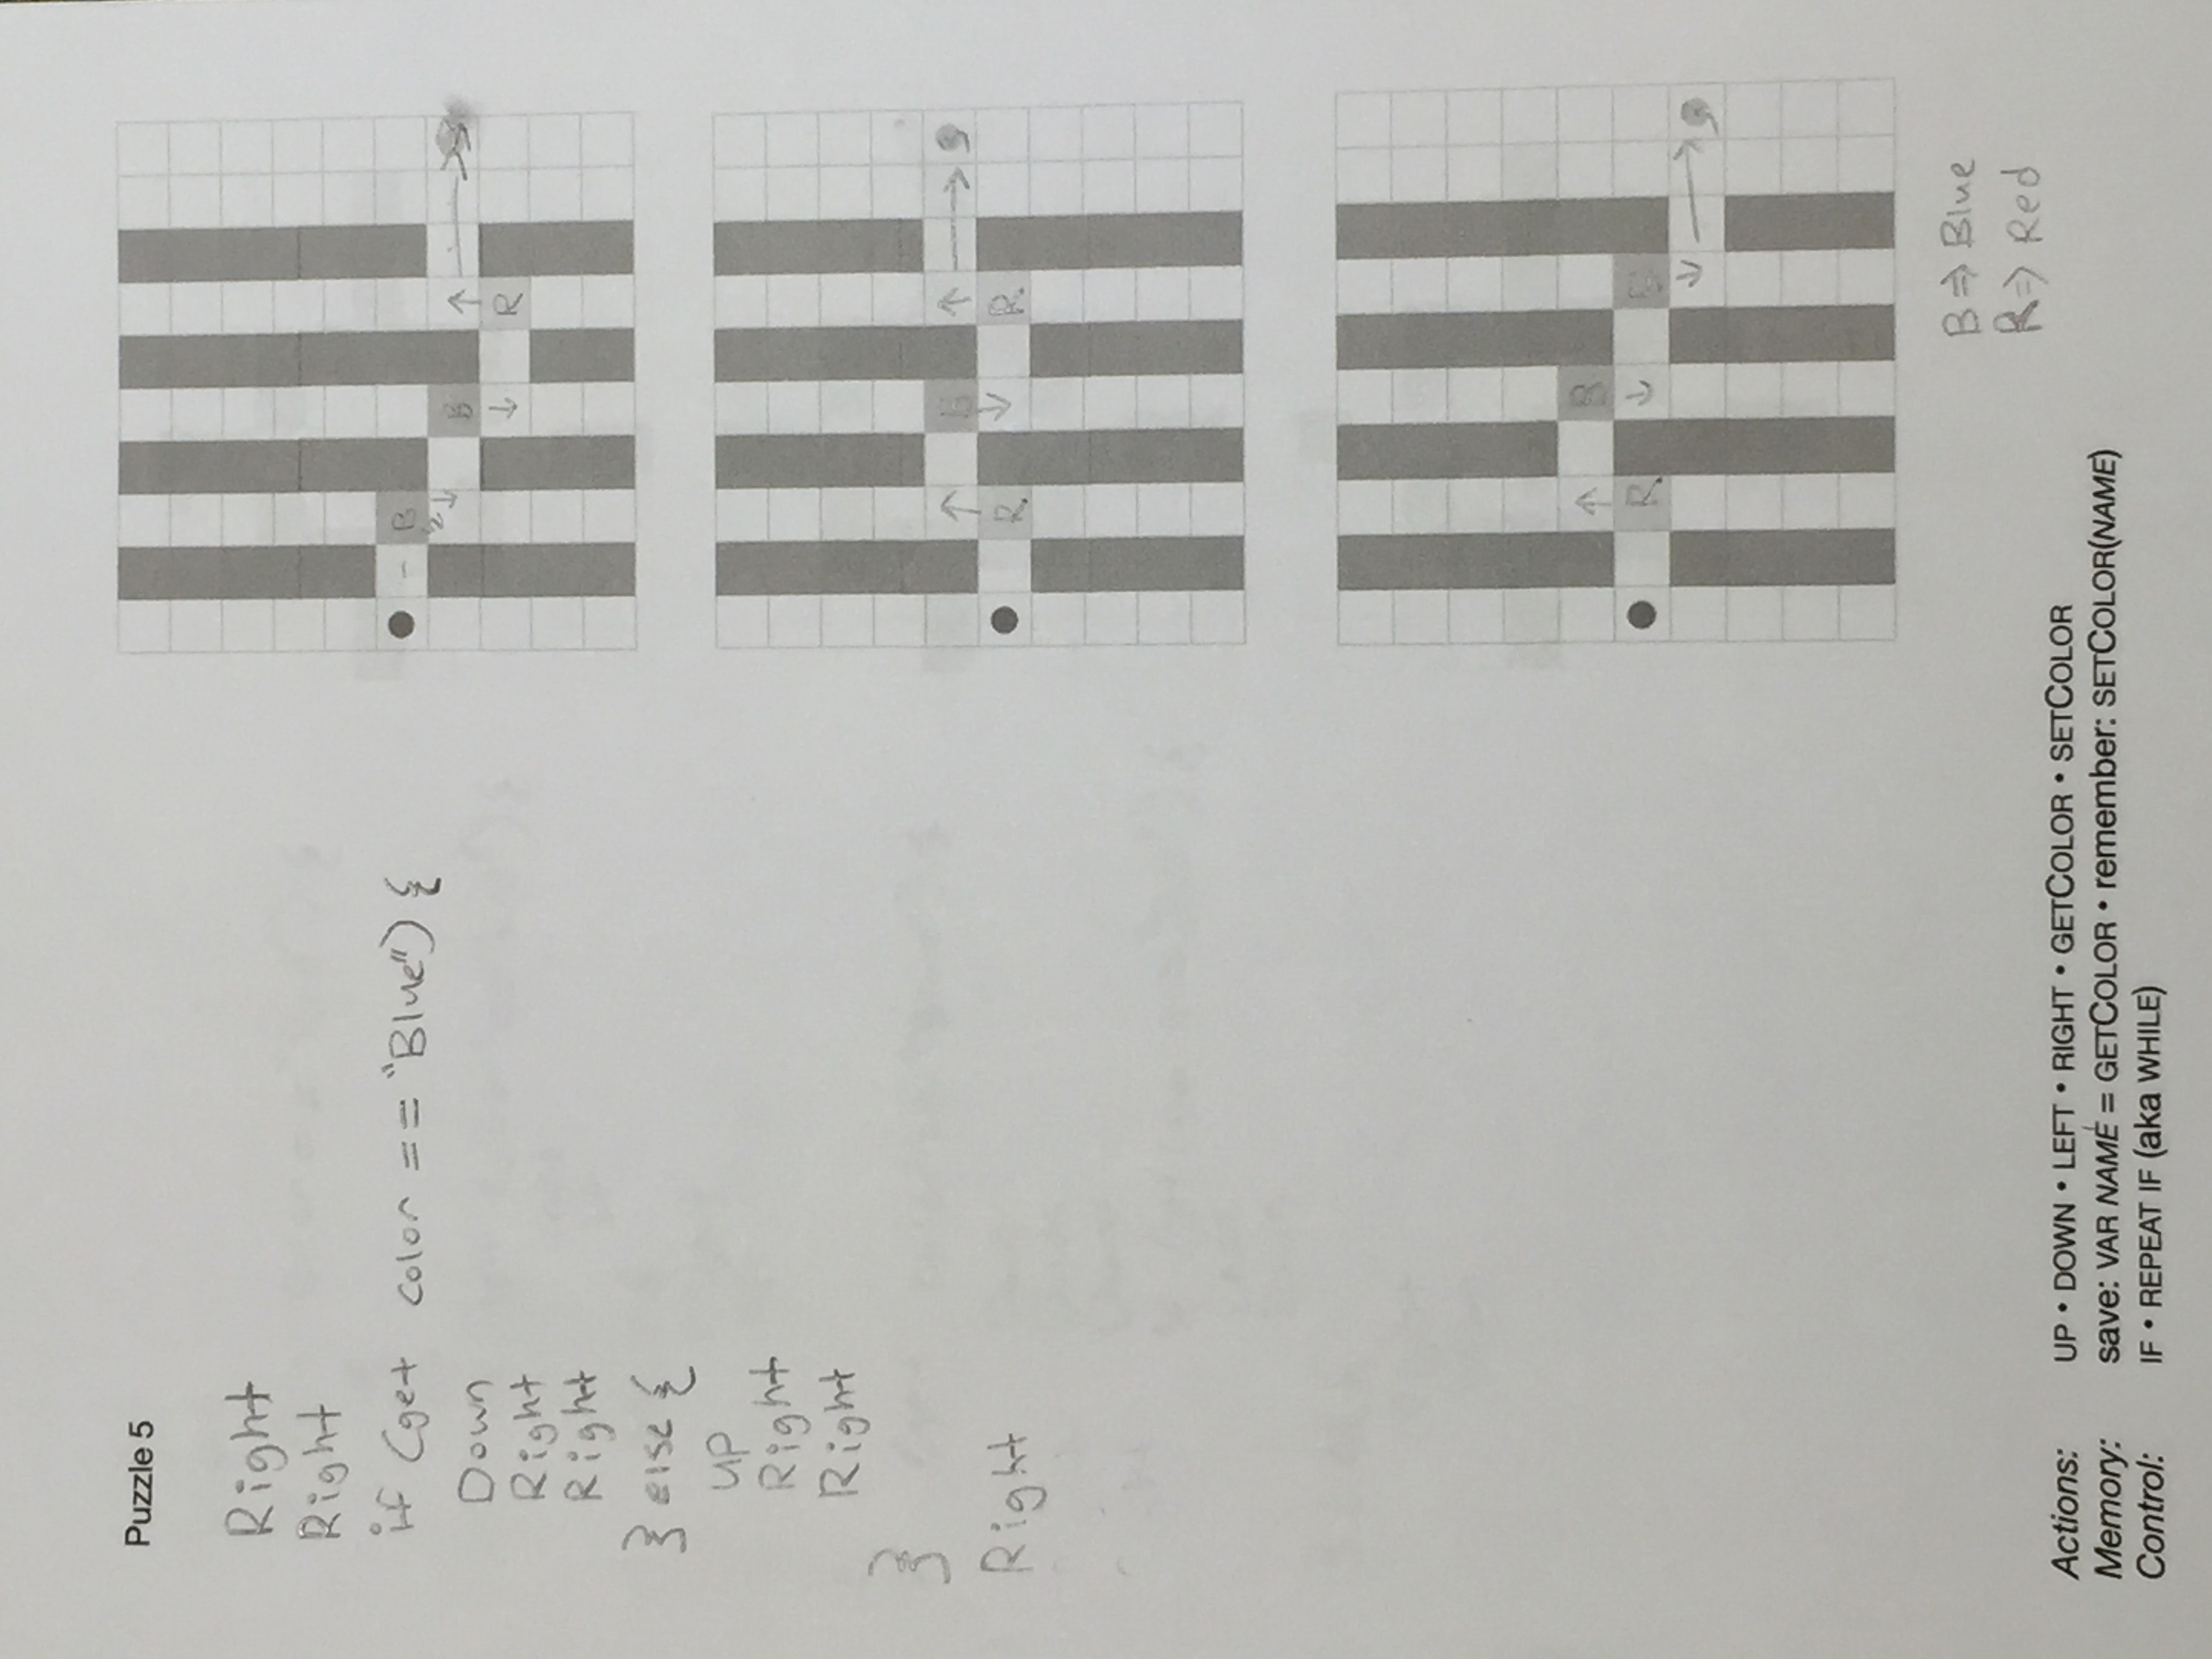 Puzzle 5
Right
Right
if (get color == "Blue") {
Down
Right
Right
} else {
UP
Right
Right
}
Right
B
B
R
R
R
B
R
B ⇒ Blue
R ⇒ Red
Actions: UP • DOWN • LEFT • RIGHT • GETCOLOR • SETCOLOR
Memory: save: VAR NAME = GETCOLOR • remember: SETCOLOR(NAME)
Control: IF • REPEAT IF (aka WHILE)